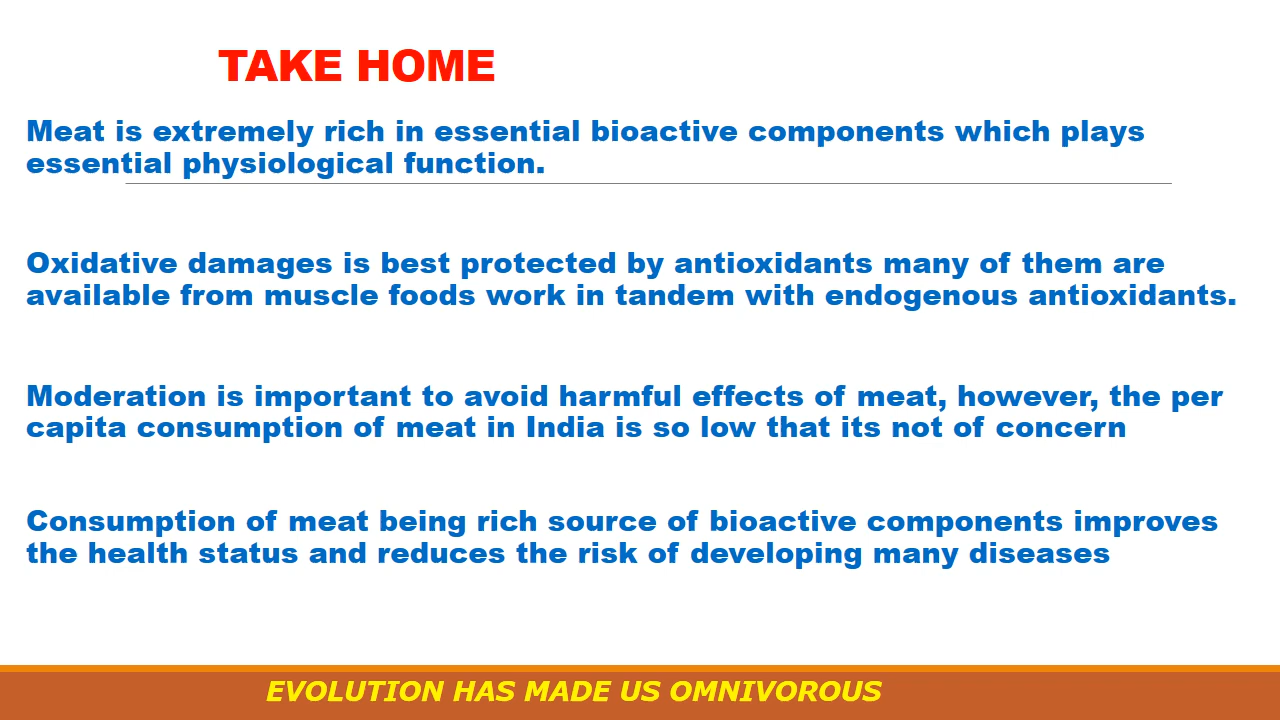 TAKE HOME
Meat is extremely rich in essential bioactive components which plays
essential physiological function.
Oxidative damages is best protected by antioxidants many of them are
available from muscle foods work in tandem with endogenous antioxidants.
Moderation is important to avoid harmful effects of meat, however, the per
capita consumption of meat in India is so low that its not of concern
Consumption of meat being rich source of bioactive components improves
the health status and reduces the risk of developing many diseases
EVOLUTION HAS MADE US OMNIVOROUS